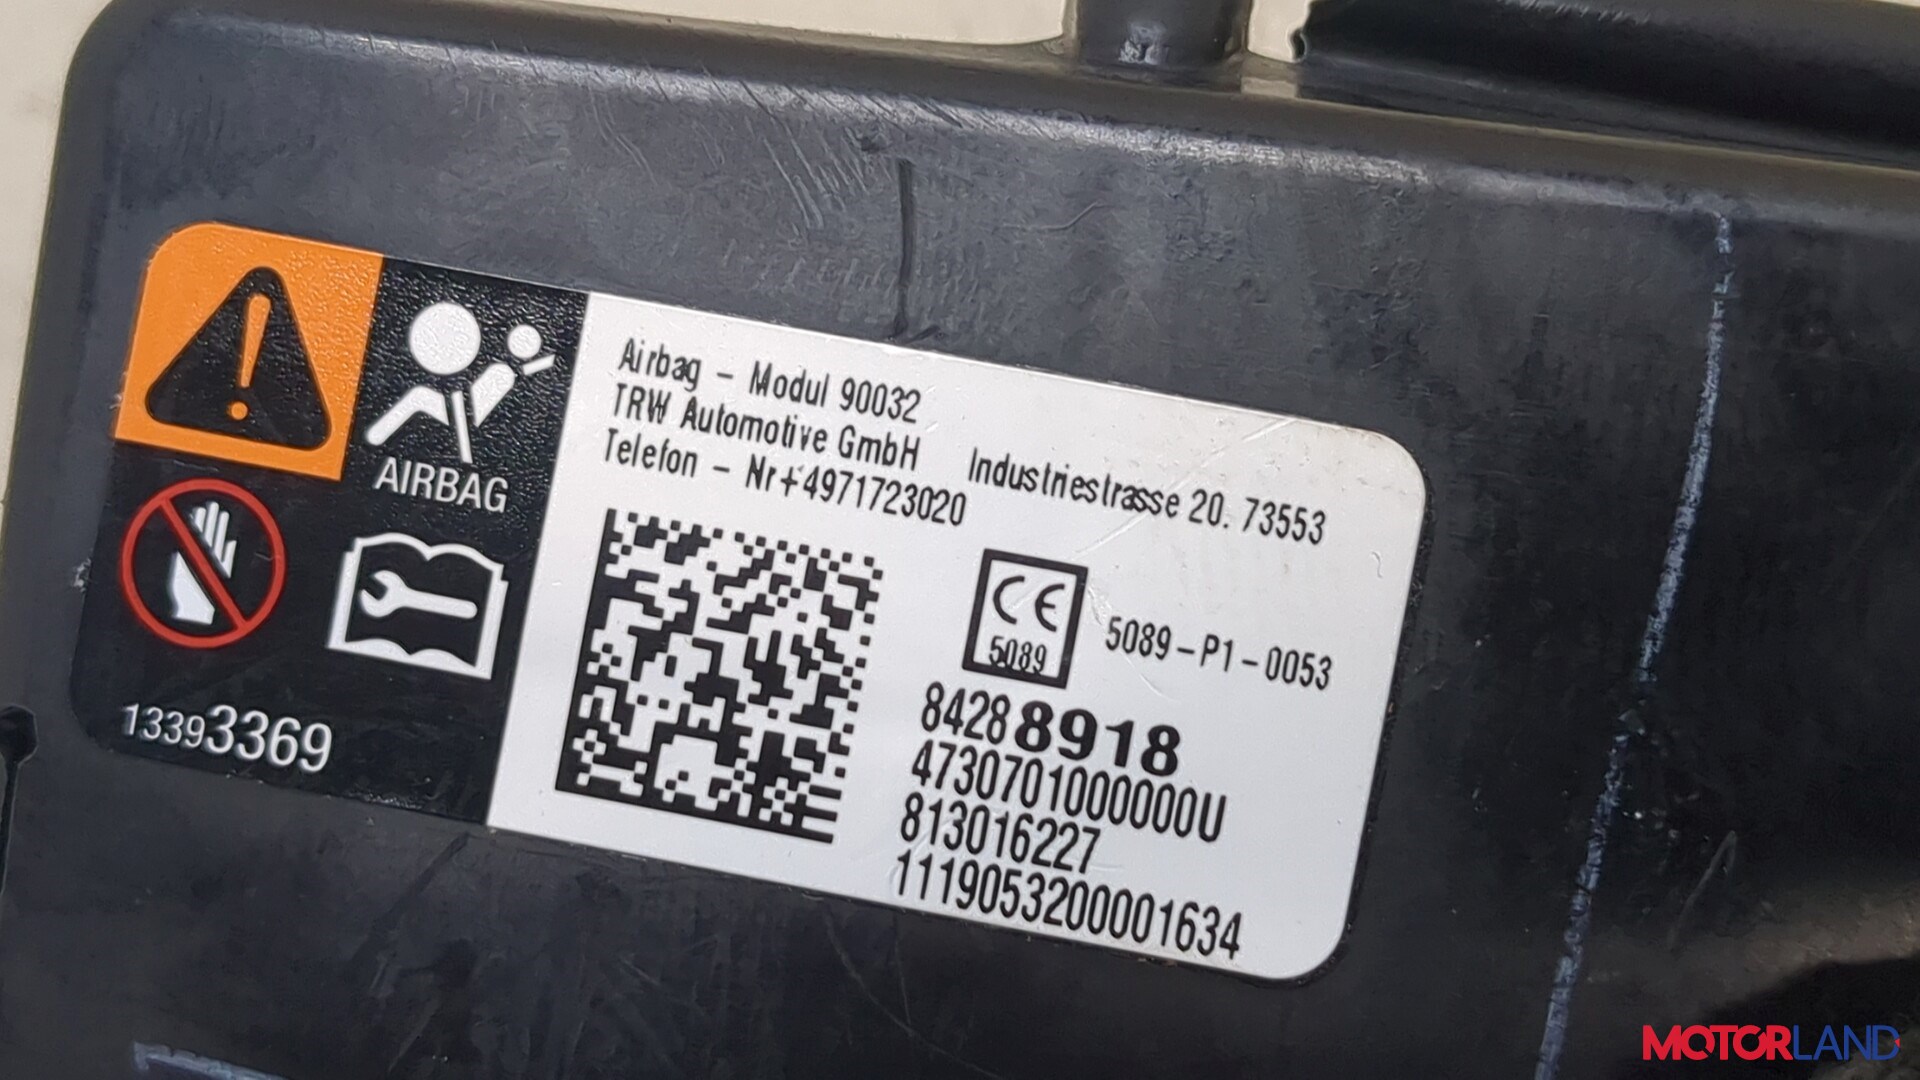 AIRBAG
13393369
Airbag - Modul 90032
TRW Automotive GmbH Industriestrasse 20. 73553
Telefon - Nr+4971723020
CE
5089
5089-P1-0053
84288918
4730701000000U
813016227
1119053200001634
MOTORLAND